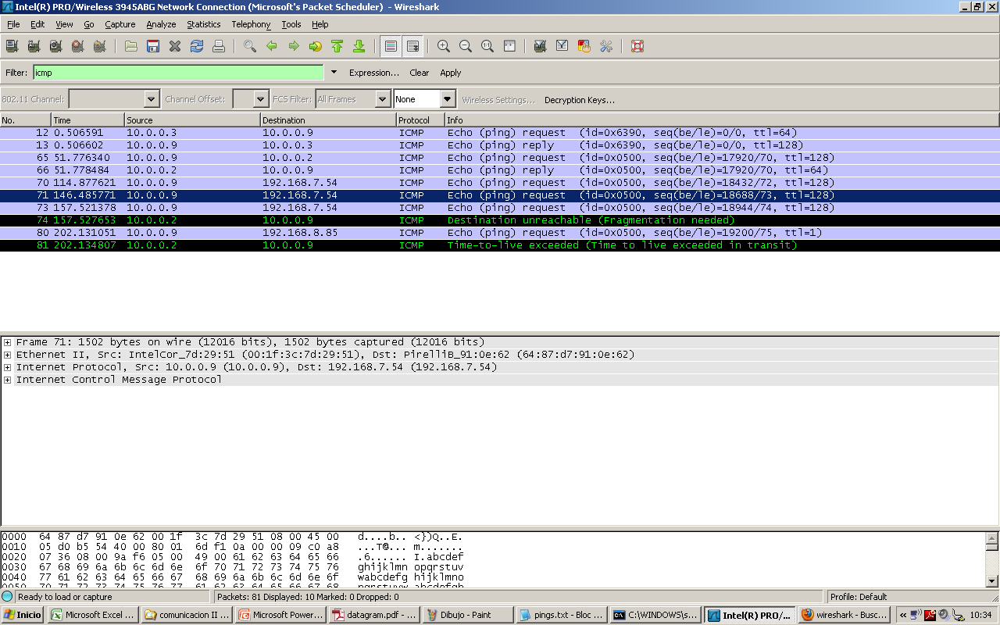 Intel(R) PRO/Wireless 3945ABG Network Connection (Microsoft's Packet Scheduler) - Wireshark
File Edit View Go Capture Analyze Statistics Telephony Tools Help
Filter: icmp Expression... Clear Apply
802.11 Channel: Channel Offset: FCS Filter: All Frames None Wireless Settings... Decryption Keys...
No. Time Source Destination Protocol Info
12 0.506591 10.0.0.3 10.0.0.9 ICMP Echo (ping) request (id=0x6390, seq(be/le)=0/0, ttl=64)
13 0.506602 10.0.0.9 10.0.0.3 ICMP Echo (ping) reply (id=0x6390, seq(be/le)=0/0, ttl=128)
65 51.776340 10.0.0.9 10.0.0.2 ICMP Echo (ping) request (id=0x0500, seq(be/le)=17920/70, ttl=128)
66 51.778484 10.0.0.2 10.0.0.9 ICMP Echo (ping) reply (id=0x0500, seq(be/le)=17920/70, ttl=64)
70 114.877621 10.0.0.9 192.168.7.54 ICMP Echo (ping) request (id=0x0500, seq(be/le)=18432/72, ttl=128)
71 146.485771 10.0.0.9 192.168.7.54 ICMP Echo (ping) request (id=0x0500, seq(be/le)=18688/73, ttl=128)
73 157.521378 10.0.0.9 192.168.7.54 ICMP Echo (ping) request (id=0x0500, seq(be/le)=18944/74, ttl=128)
74 157.527653 10.0.0.2 10.0.0.9 ICMP Destination unreachable (Fragmentation needed)
80 202.131051 10.0.0.9 192.168.8.85 ICMP Echo (ping) request (id=0x0500, seq(be/le)=19200/75, ttl=1)
81 202.134807 10.0.0.2 10.0.0.9 ICMP Time-to-live exceeded (Time to live exceeded in transit)
Frame 71: 1502 bytes on wire (12016 bits), 1502 bytes captured (12016 bits)
Ethernet II, Src: IntelCor_7d:29:51 (00:1f:3c:7d:29:51), Dst: PirelliB_91:0e:62 (64:87:d7:91:0e:62)
Internet Protocol, Src: 10.0.0.9 (10.0.0.9), Dst: 192.168.7.54 (192.168.7.54)
Internet Control Message Protocol
0000 64 87 d7 91 0e 62 00 1f 3c 7d 29 51 08 00 45 00 d....b.. <})Q..E.
0010 05 d0 b5 54 40 00 80 01 6d f1 0a 00 00 09 c0 a8 ...T@... m.......
0020 07 36 08 00 9a f6 05 00 49 00 61 62 63 64 65 66 .6...... I.abcdef
0030 67 68 69 6a 6b 6c 6d 6e 6f 70 71 72 73 74 75 76 ghijklmn opqrstuv
0040 77 61 62 63 64 65 66 67 68 69 6a 6b 6c 6d 6e 6f wabcdefg hijklmno
0050 70 71 72 73 74 75 76 77 61 62 63 64 65 66 67 68 pqrstuvw abcdefgh
Ready to load or capture Packets: 81 Displayed: 10 Marked: 0 Dropped: 0 Profile: Default
Inicio Microsoft Excel ... comunicacion II ... Microsoft Power... datagram.pdf - ... Dibujo - Paint pings.txt - Bloc ... C:\WINDOWS\s... Intel(R) PRO/... wireshark - Busc... 10:34